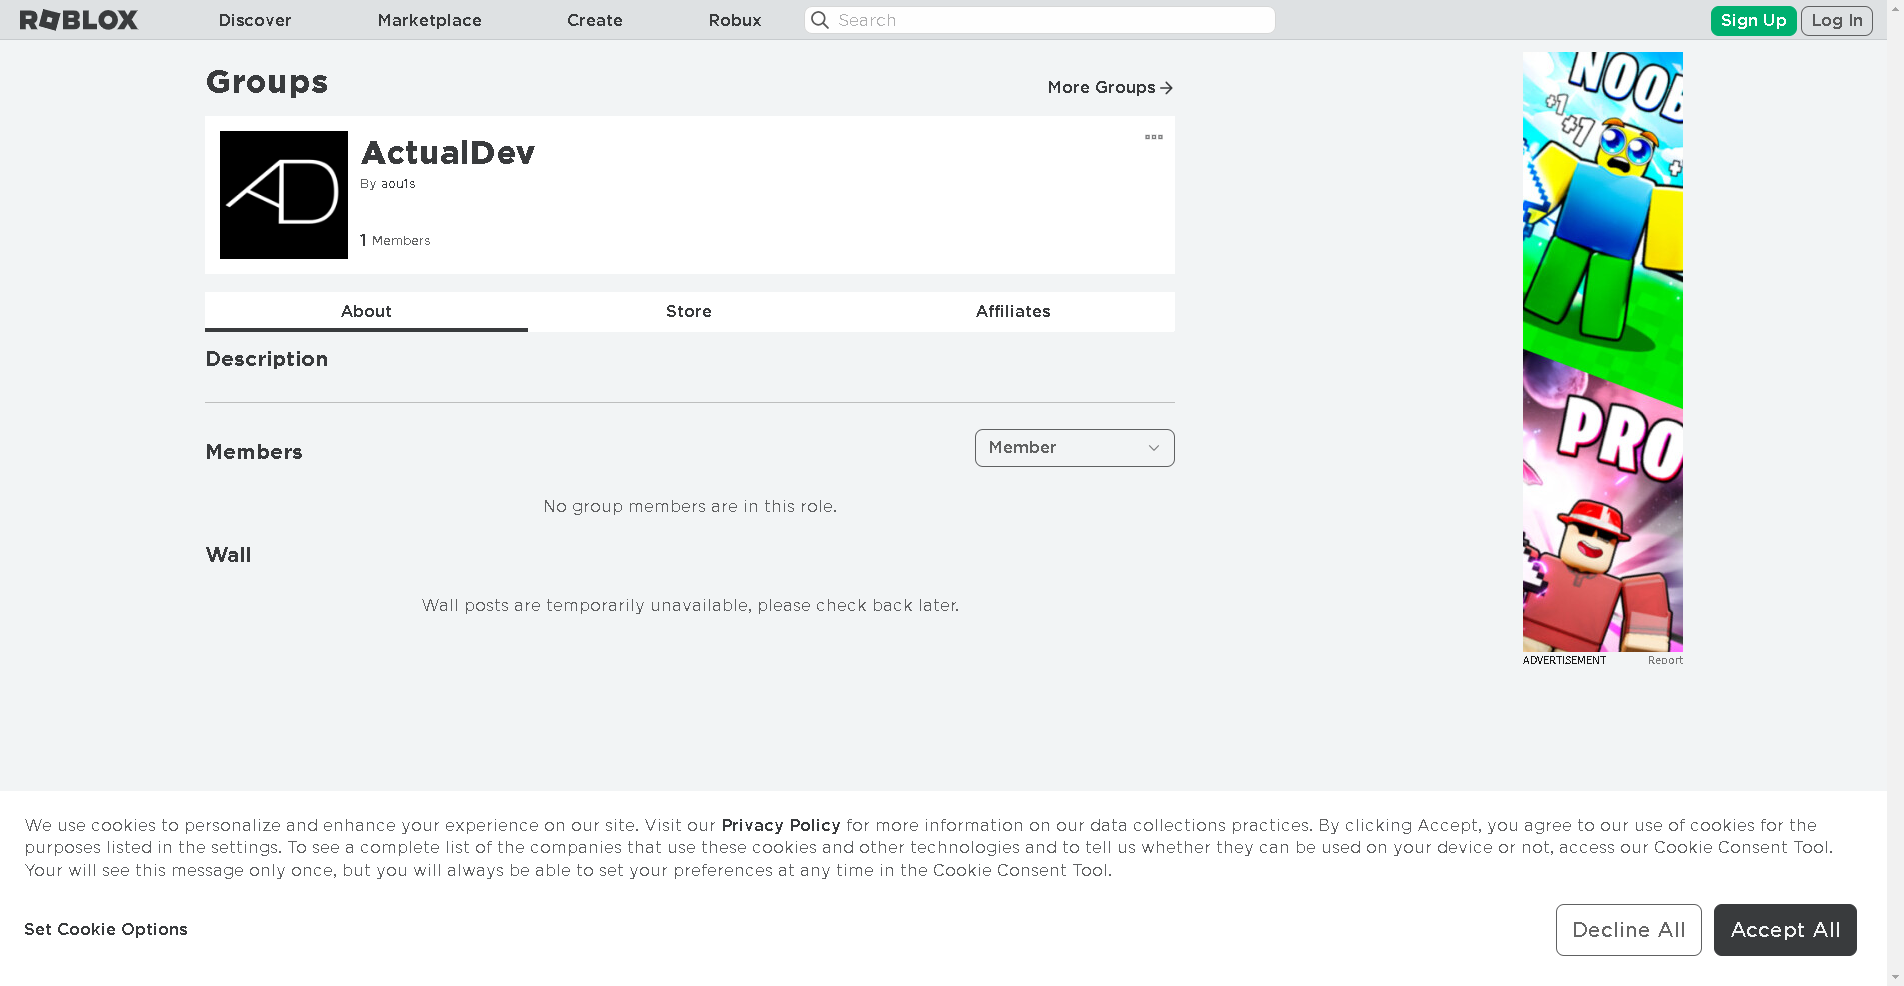 ROBLOX Discover Marketplace Create Robux Search Sign Up Log In
Groups
More Groups
AD
ActualDev
By aou1s
1 Members
About Store Affiliates
Description
Members
Member
No group members are in this role.
Wall
Wall posts are temporarily unavailable, please check back later.
NOOB
+1
+1
+
PRO
ADVERTISEMENT Report
We use cookies to personalize and enhance your experience on our site. Visit our Privacy Policy for more information on our data collections practices. By clicking Accept, you agree to our use of cookies for the
purposes listed in the settings. To see a complete list of the companies that use these cookies and other technologies and to tell us whether they can be used on your device or not, access our Cookie Consent Tool.
Your will see this message only once, but you will always be able to set your preferences at any time in the Cookie Consent Tool.
Set Cookie Options
Decline All Accept All